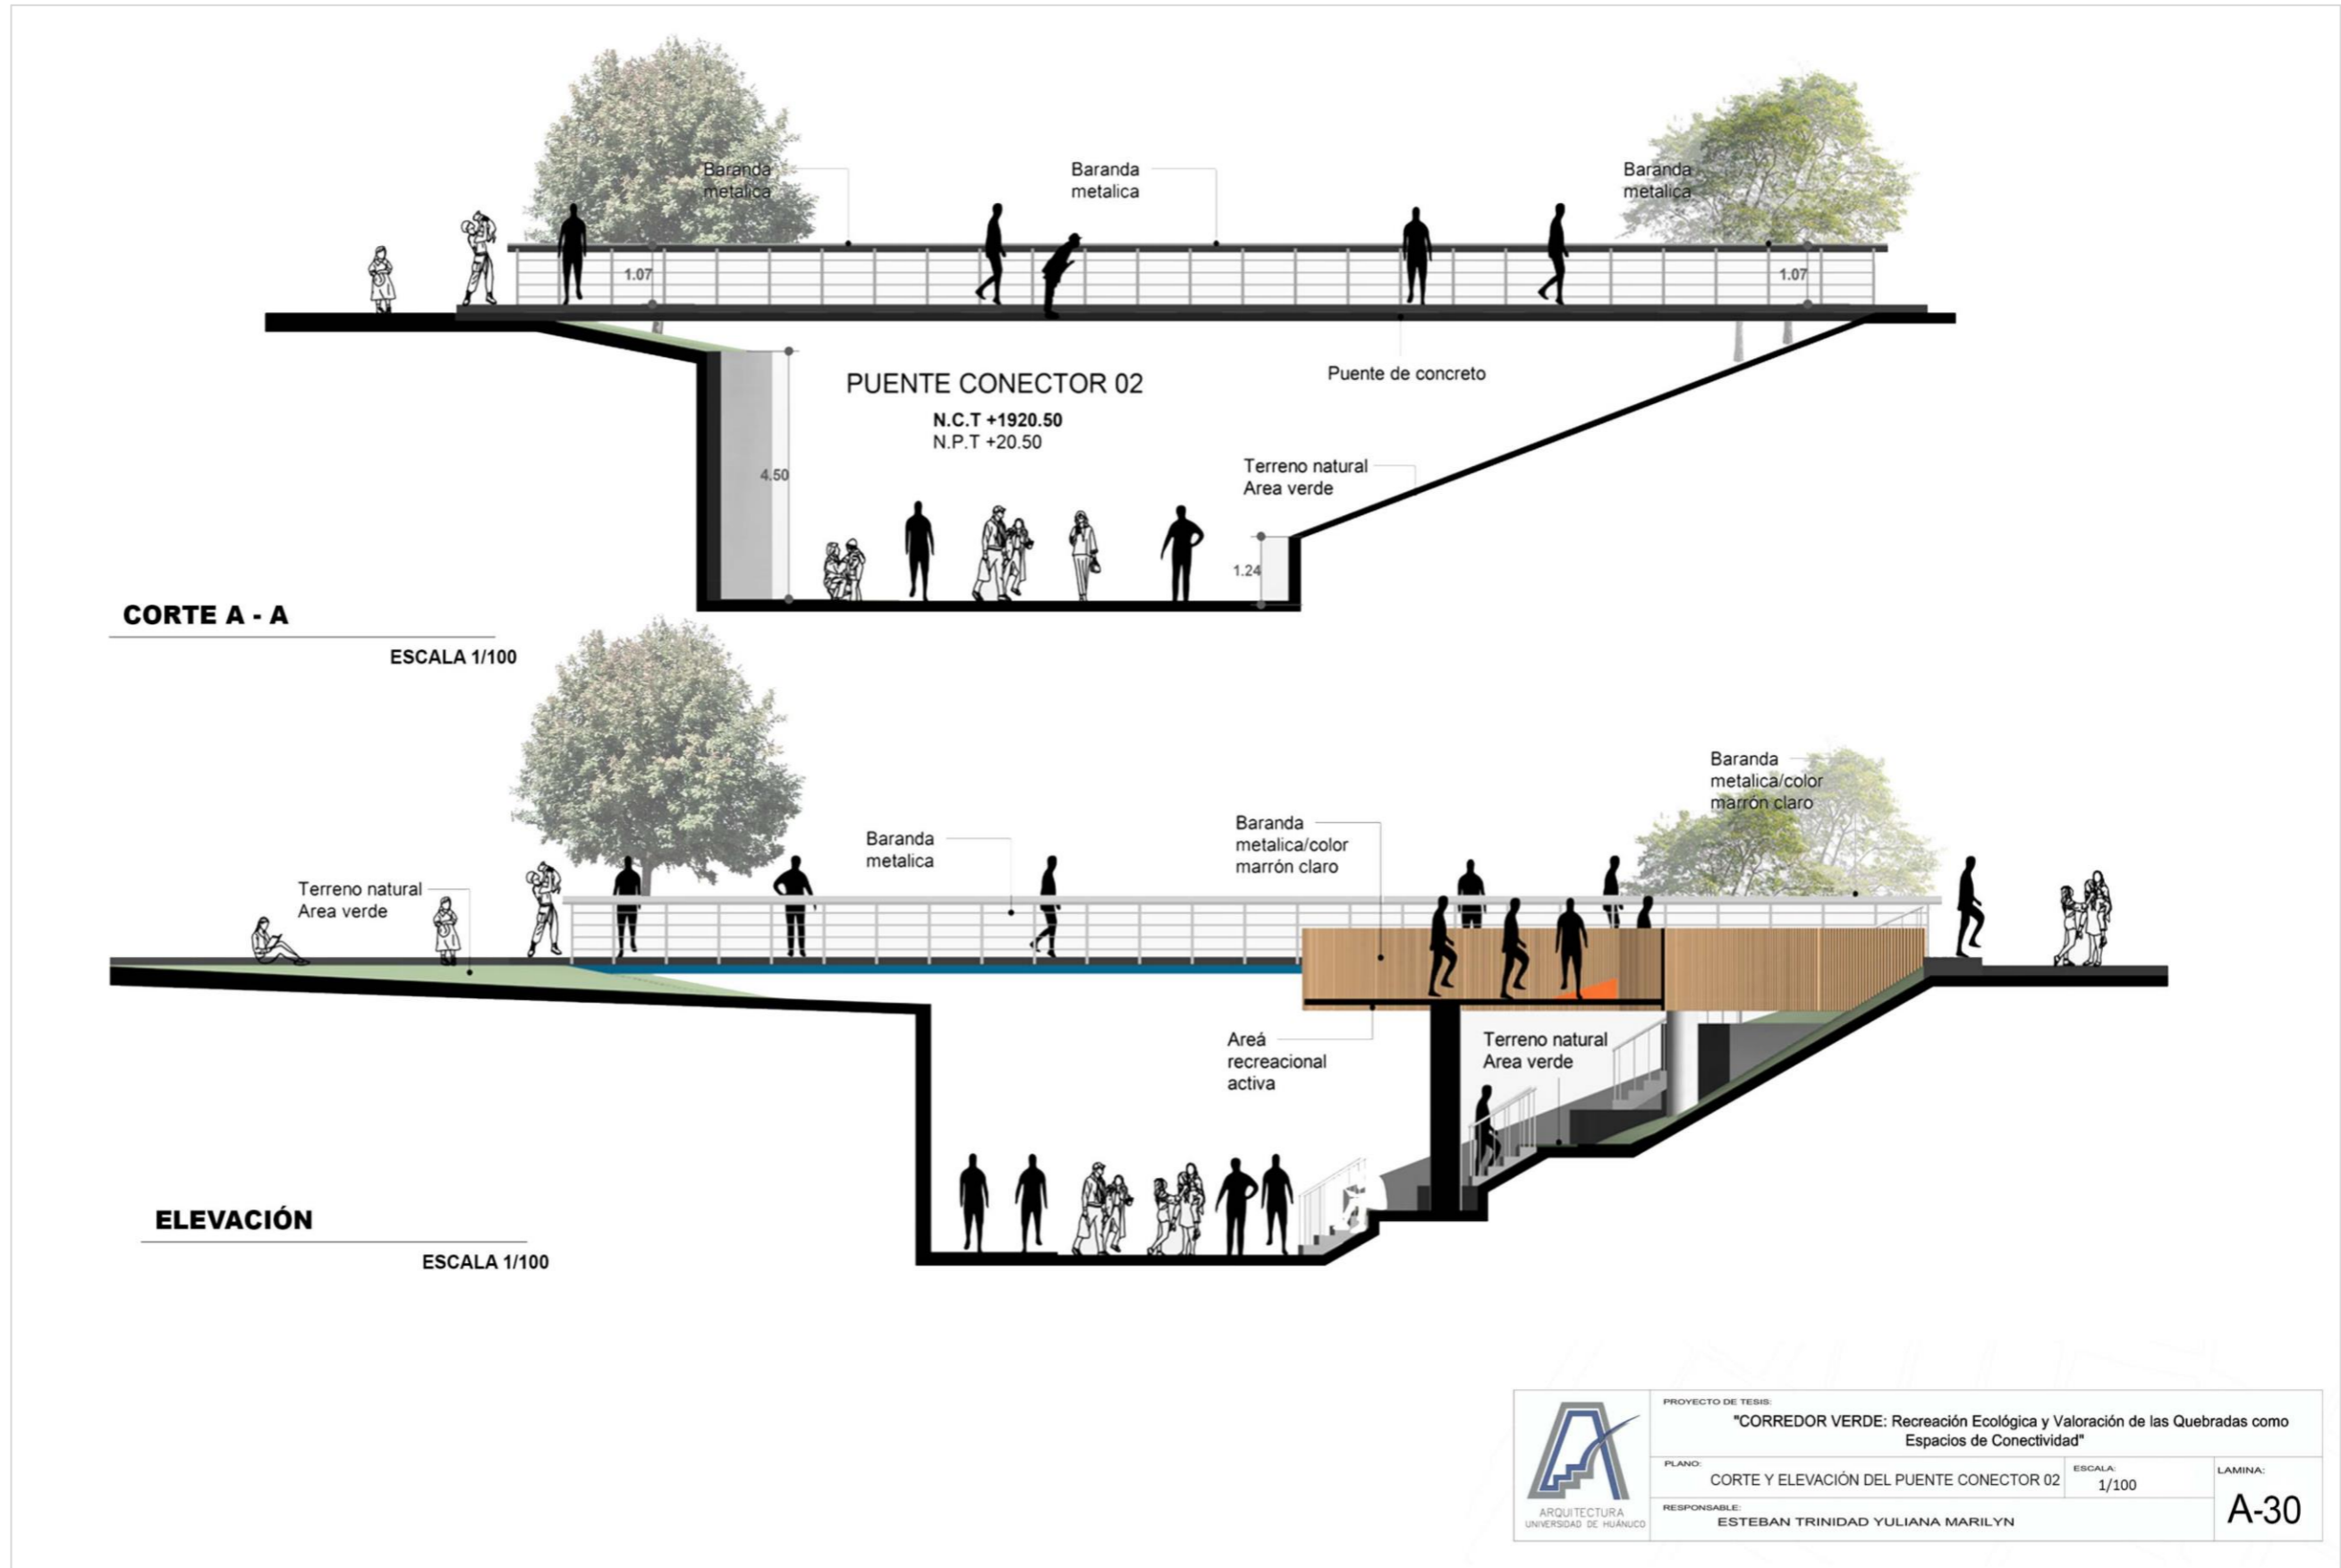 Baranda
metalica
Baranda
metalica
Baranda
metalica
1.07
1.07
PUENTE CONECTOR 02
N.C.T +1920.50
N.P.T +20.50
Puente de concreto
4.50
Terreno natural
Area verde
1.24
CORTE A - A
ESCALA 1/100
Baranda
metalica/color
marrón claro
Baranda
metalica
Baranda
metalica/color
marrón claro
Terreno natural
Area verde
Areá
recreacional
activa
Terreno natural
Area verde
ELEVACIÓN
ESCALA 1/100
ARQUITECTURA
UNIVERSIDAD DE HUÁNUCO
PROYECTO DE TESIS:
"CORREDOR VERDE: Recreación Ecológica y Valoración de las Quebradas como
Espacios de Conectividad"
PLANO:
CORTE Y ELEVACIÓN DEL PUENTE CONECTOR 02
ESCALA:
1/100
LAMINA:
A-30
RESPONSABLE:
ESTEBAN TRINIDAD YULIANA MARILYN